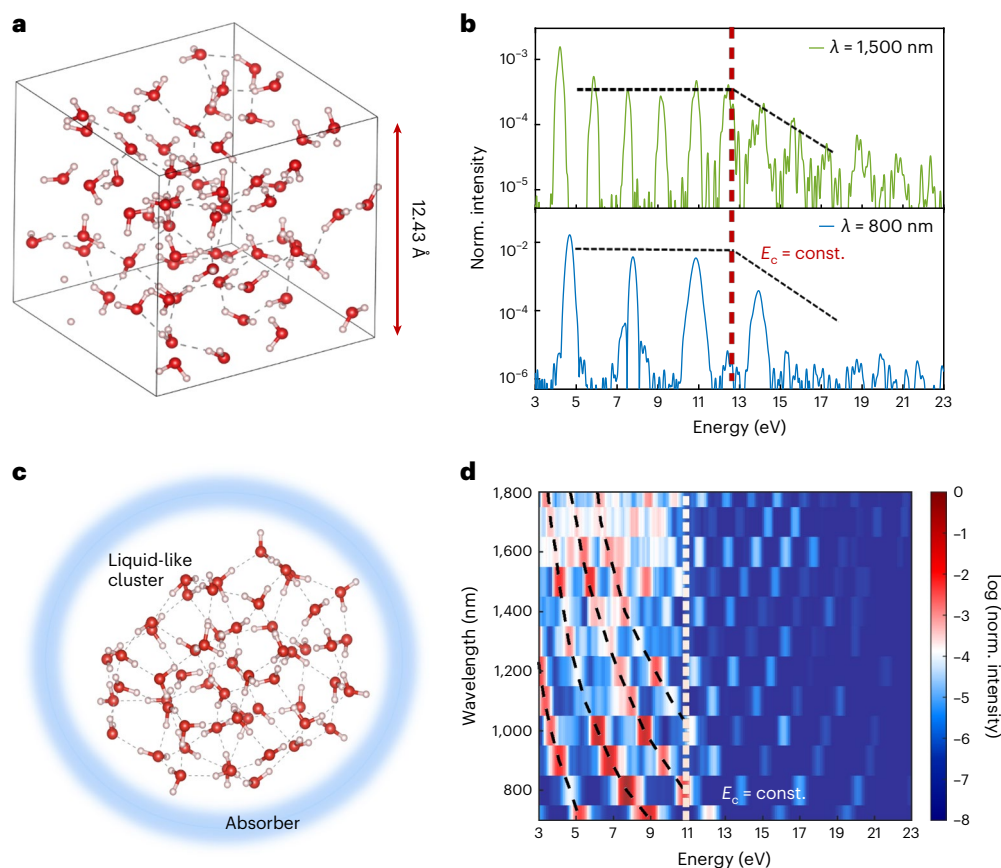 a
12.43 Å
b
Norm. intensity
10⁻³
10⁻⁴
10⁻⁵
λ = 1,500 nm
10⁻²
10⁻⁴
10⁻⁶
λ = 800 nm
E_c = const.
3 5 7 9 11 13 15 17 19 21 23
Energy (eV)
c
Liquid-like
cluster
Absorber
d
Wavelength (nm)
1,800
1,600
1,400
1,200
1,000
800
E_c = const.
3 5 7 9 11 13 15 17 19 21 23
Energy (eV)
0
-1
-2
-3
-4
-5
-6
-7
-8
log (norm. intensity)